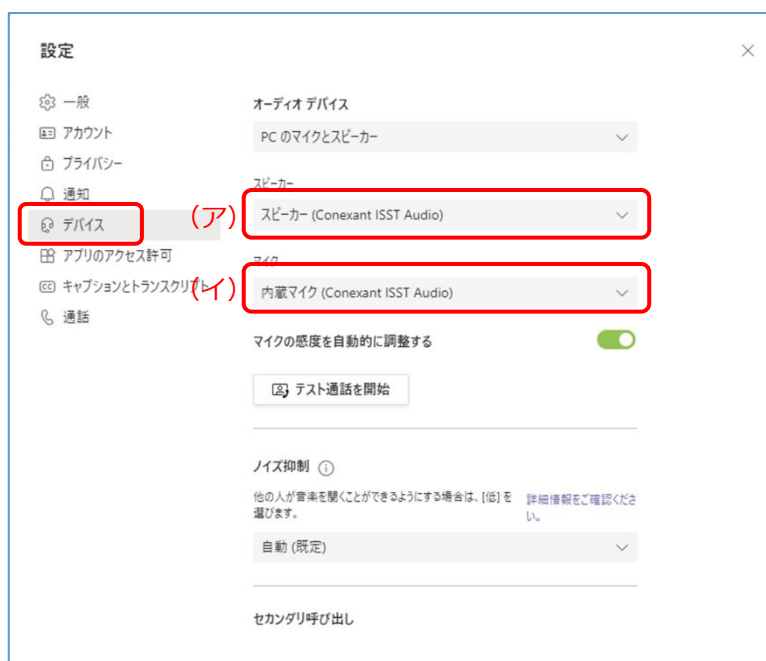 設定
一般
アカウント
プライバシー
通知
デバイス
アプリのアクセス許可
キャプションとトランスクリプト
通話
オーディオ デバイス
PC のマイクとスピーカー
スピーカー
(ア)
スピーカー (Conexant ISST Audio)
マイク
(イ)
内蔵マイク (Conexant ISST Audio)
マイクの感度を自動的に調整する
テスト通話を開始
ノイズ抑制
他の人が音楽を聞くことができるようにする場合は、[低] を
選びます。
詳細情報をご確認くださ
い。
自動 (既定)
セカンダリ呼び出し